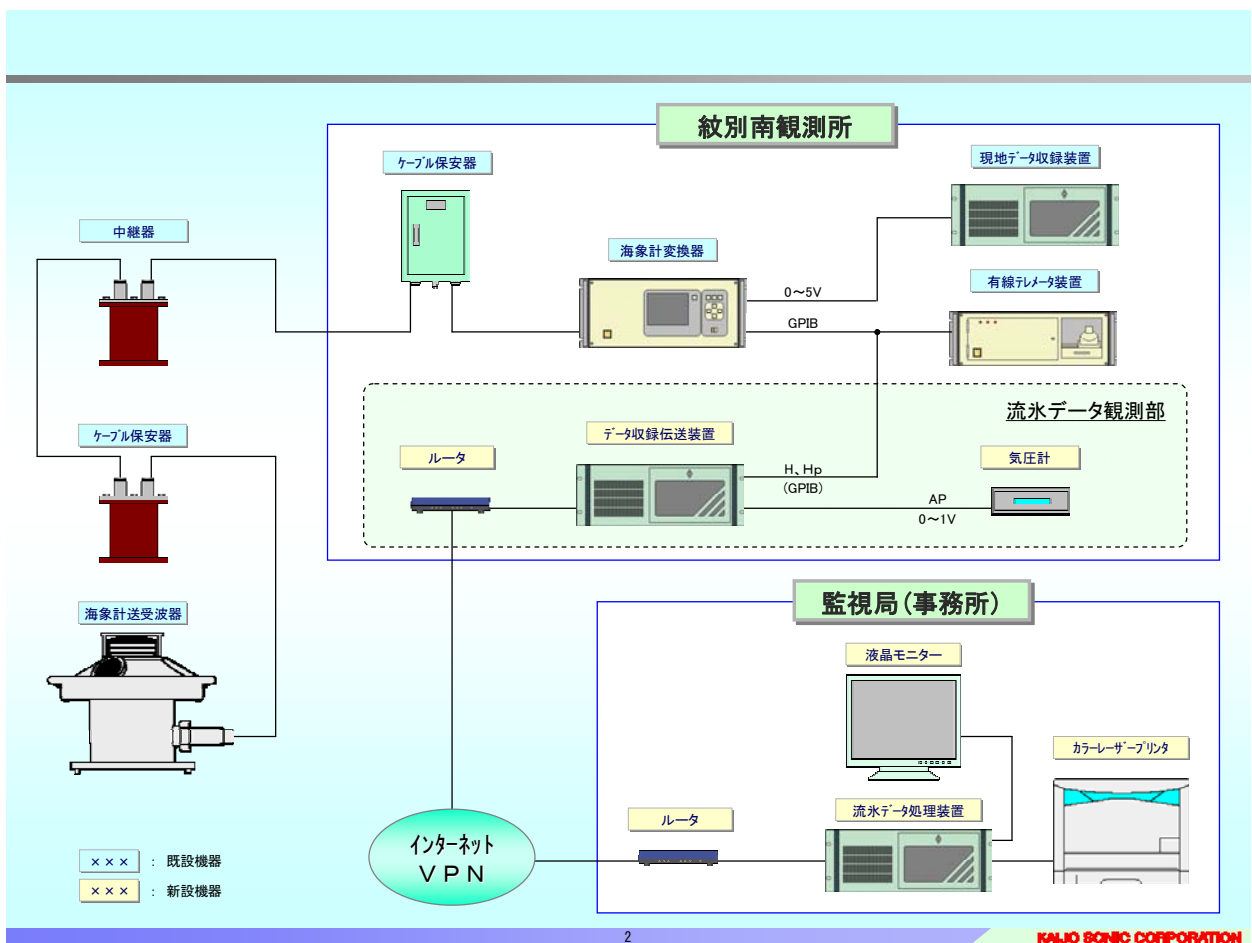 紋別南観測所
ケーブル保安器
現地データ収録装置
中継器
海象計変換器
0～5V
有線テレメータ装置
GPIB
流氷データ観測部
ケーブル保安器
データ収録伝送装置
ルータ
気圧計
H、Hp
(GPIB)
AP
0～1V
監視局(事務所)
海象計送受波器
液晶モニター
カラーレーザープリンタ
流氷データ処理装置
ルータ
インターネット
ＶＰＮ
××× : 既設機器
××× : 新設機器
2
KAIJO SONIC CORPORATION